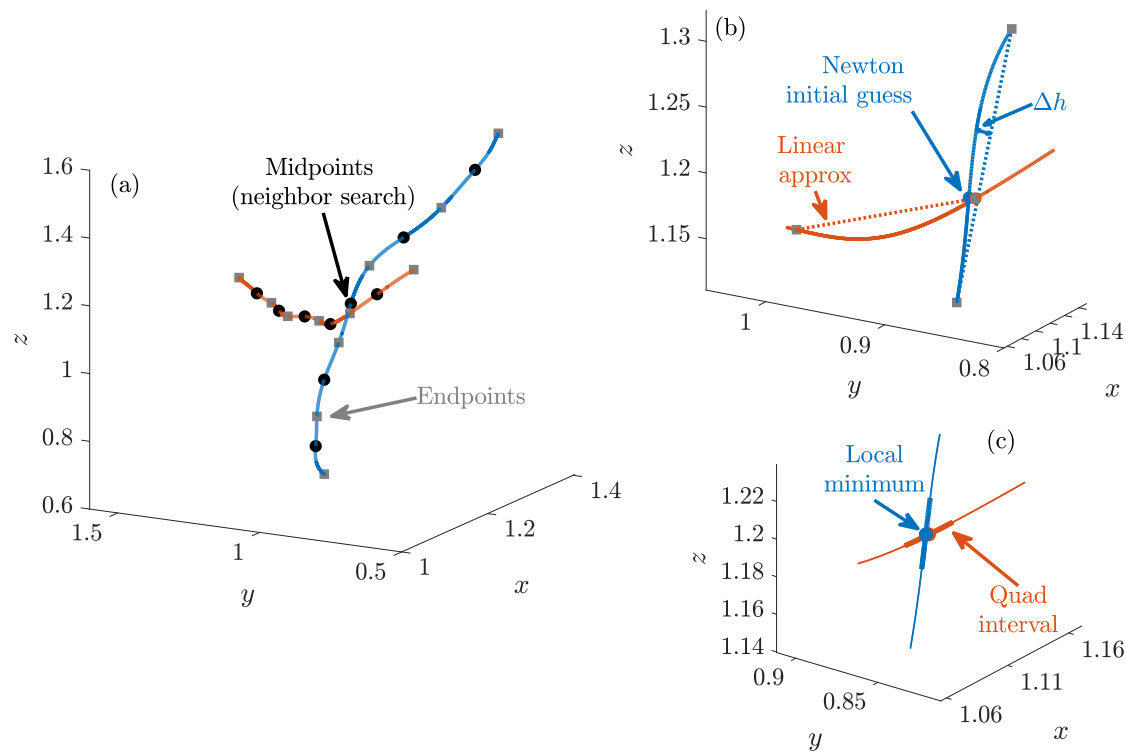 (a)
Midpoints
(neighbor search)
Endpoints
z
1.6
1.4
1.2
1
0.8
0.6
1.5
1
0.5
y
1
1.2
1.4
x
(b)
Newton
initial guess
Δh
Linear
approx
z
1.3
1.25
1.2
1.15
1
0.9
0.8
y
1.06
1.1
1.14
x
(c)
Local
minimum
Quad
interval
z
1.22
1.2
1.18
1.16
1.14
0.9
0.85
y
1.06
1.11
1.16
x